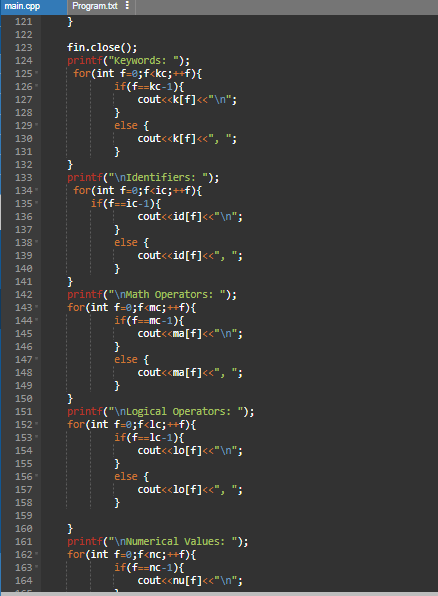 main.cpp Program.txt ⋮
121 }
122
123 fin.close();
124 printf("Keywords: ");
125 for(int f=0;f<kc;++f){
126 if(f==kc-1){
127 cout<<k[f]<<"\n";
128 }
129 else {
130 cout<<k[f]<<", ";
131 }
132 }
133 printf("\nIdentifiers: ");
134 for(int f=0;f<ic;++f){
135 if(f==ic-1){
136 cout<<id[f]<<"\n";
137 }
138 else {
139 cout<<id[f]<<", ";
140 }
141 }
142 printf("\nMath Operators: ");
143 for(int f=0;f<mc;++f){
144 if(f==mc-1){
145 cout<<ma[f]<<"\n";
146 }
147 else {
148 cout<<ma[f]<<", ";
149 }
150 }
151 printf("\nLogical Operators: ");
152 for(int f=0;f<lc;++f){
153 if(f==lc-1){
154 cout<<lo[f]<<"\n";
155 }
156 else {
157 cout<<lo[f]<<", ";
158 }
159
160 }
161 printf("\nNumerical Values: ");
162 for(int f=0;f<nc;++f){
163 if(f==nc-1){
164 cout<<nu[f]<<"\n";